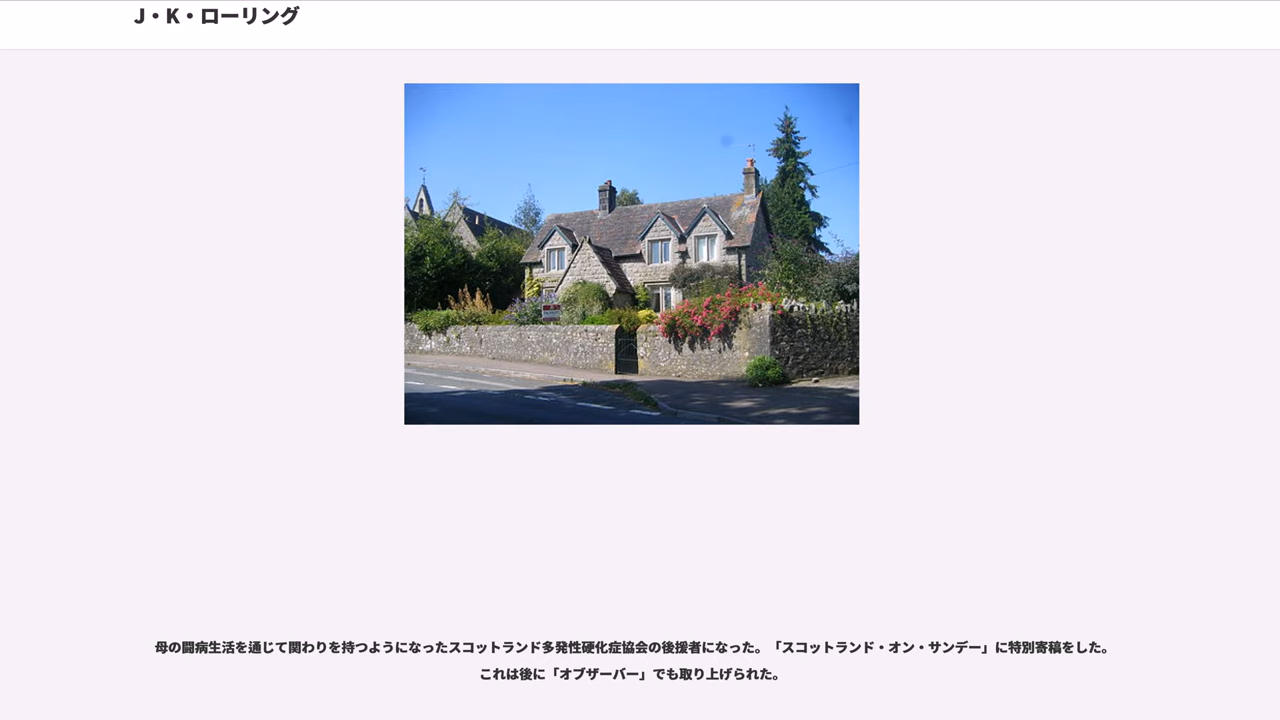 J・K・ローリング
母の闘病生活を通じて関わりを持つようになったスコットランド多発性硬化症協会の後援者になった。「スコットランド・オン・サンデー」に特別寄稿をした。
これは後に「オブザーバー」でも取り上げられた。